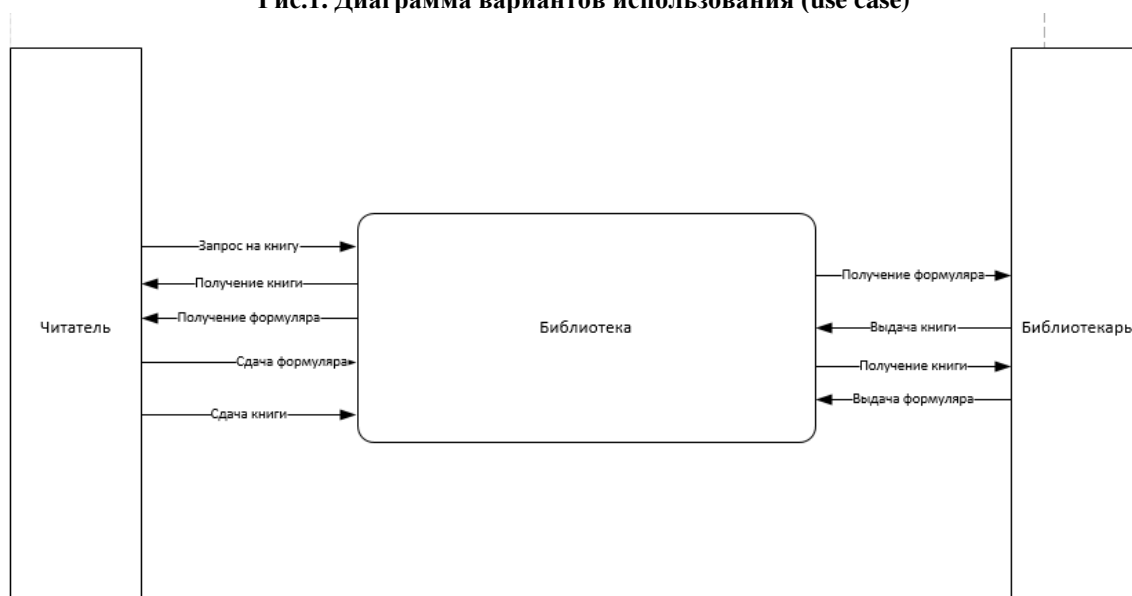 Рис.1. Диаграмма вариантов использования (use case)
Запрос на книгу
Получение книги
Получение формуляра
Сдача формуляра
Сдача книги
Читатель
Библиотека
Получение формуляра
Выдача книги
Получение книги
Выдача формуляра
Библиотекарь